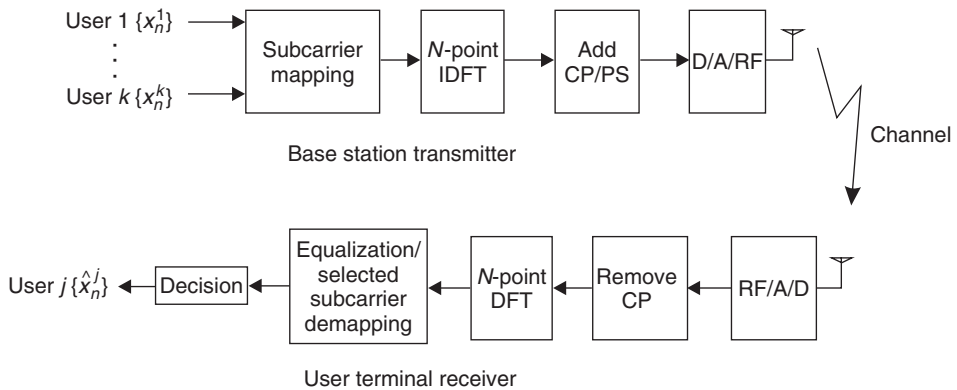 User 1 {x_n^1}
User k {x_n^k}
Subcarrier
mapping
N-point
IDFT
Add
CP/PS
D/A/RF
Channel
Base station transmitter
User j {x̂_n^j}
Decision
Equalization/
selected
subcarrier
demapping
N-point
DFT
Remove
CP
RF/A/D
User terminal receiver